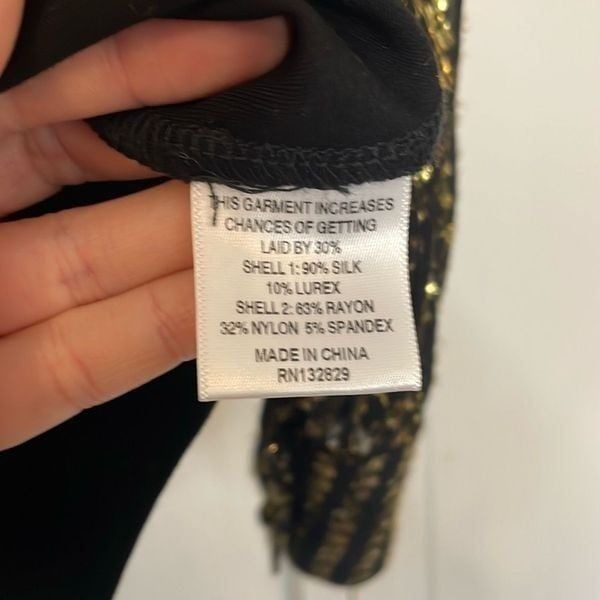 THIS GARMENT INCREASES
CHANCES OF GETTING
LAID BY 30%
SHELL 1: 90% SILK
10% LUREX
SHELL 2: 63% RAYON
32% NYLON 5% SPANDEX
MADE IN CHINA
RN132829